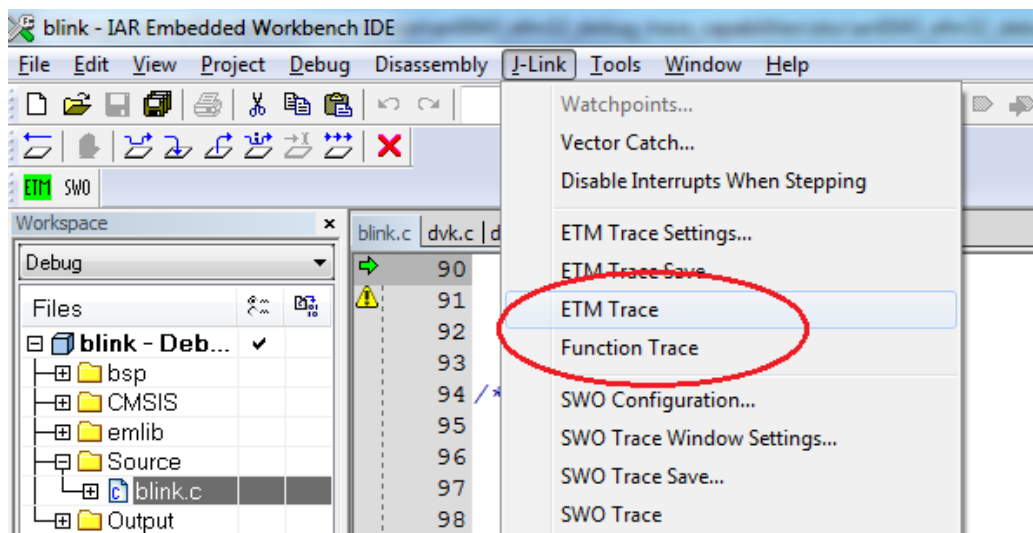 blink - IAR Embedded Workbench IDE
File Edit View Project Debug Disassembly J-Link Tools Window Help
Watchpoints...
Vector Catch...
Disable Interrupts When Stepping
ETM SWO
Workspace
blink.c dvk.c d
ETM Trace Settings...
Debug
90
ETM Trace Save...
Files
91
ETM Trace
blink - Deb...
92
Function Trace
bsp
93
CMSIS
94 /*
SWO Configuration...
emlib
95
SWO Trace Window Settings...
Source
96
SWO Trace Save...
blink.c
97
Output
98
SWO Trace